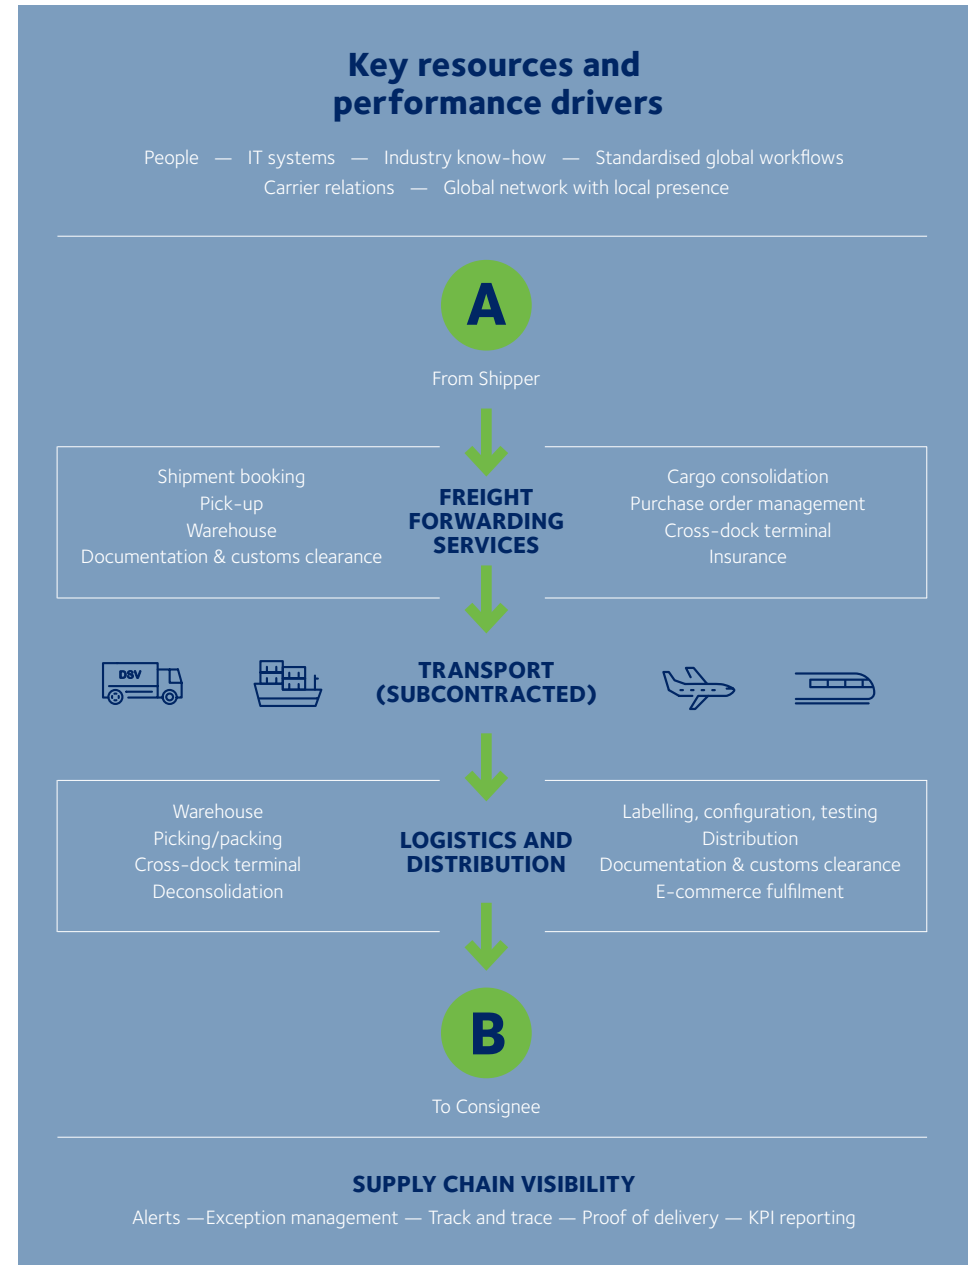 Key resources and
performance drivers
People — IT systems — Industry know-how — Standardised global workflows
Carrier relations — Global network with local presence
A
From Shipper
Shipment booking
Pick-up
Warehouse
Documentation & customs clearance
FREIGHT
FORWARDING
SERVICES
Cargo consolidation
Purchase order management
Cross-dock terminal
Insurance
DSV
TRANSPORT
(SUBCONTRACTED)
Warehouse
Picking/packing
Cross-dock terminal
Deconsolidation
LOGISTICS AND
DISTRIBUTION
Labelling, configuration, testing
Distribution
Documentation & customs clearance
E-commerce fulfilment
B
To Consignee
SUPPLY CHAIN VISIBILITY
Alerts —Exception management — Track and trace — Proof of delivery — KPI reporting